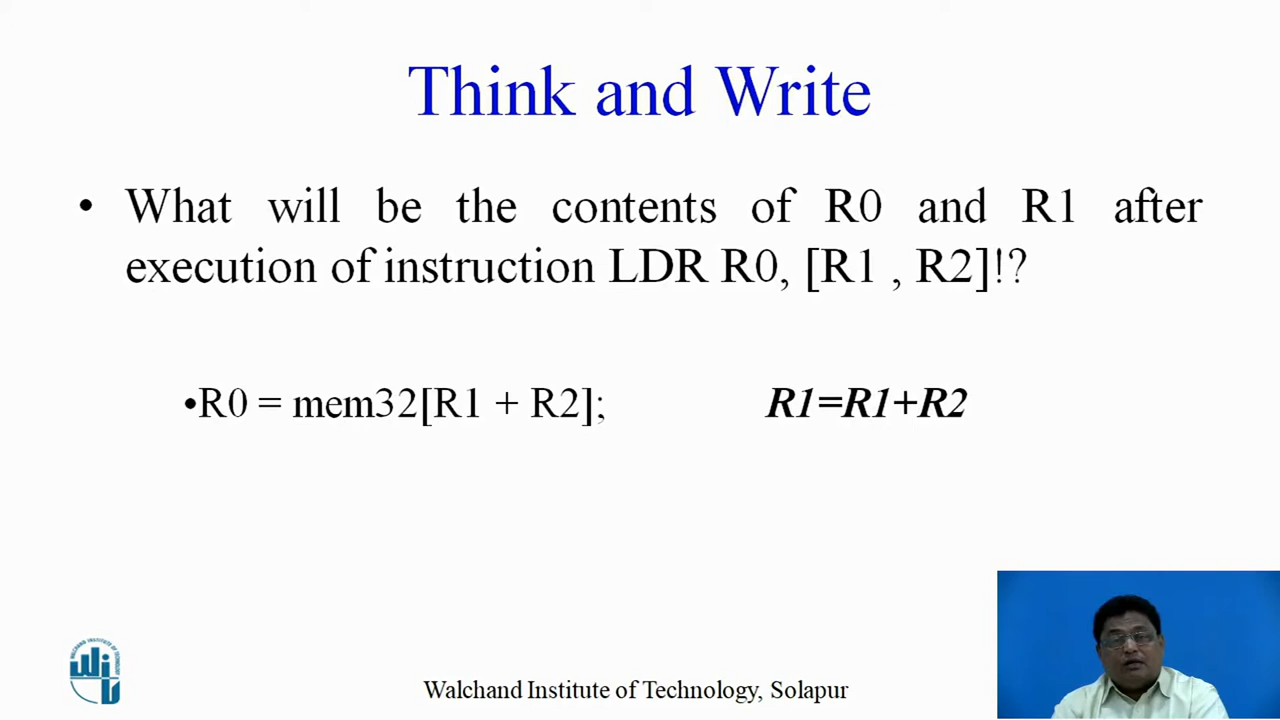 Think and Write
• What will be the contents of R0 and R1 after
execution of instruction LDR R0, [R1 , R2]!?
•R0 = mem32[R1 + R2]; R1=R1+R2
Walchand Institute of Technology, Solapur